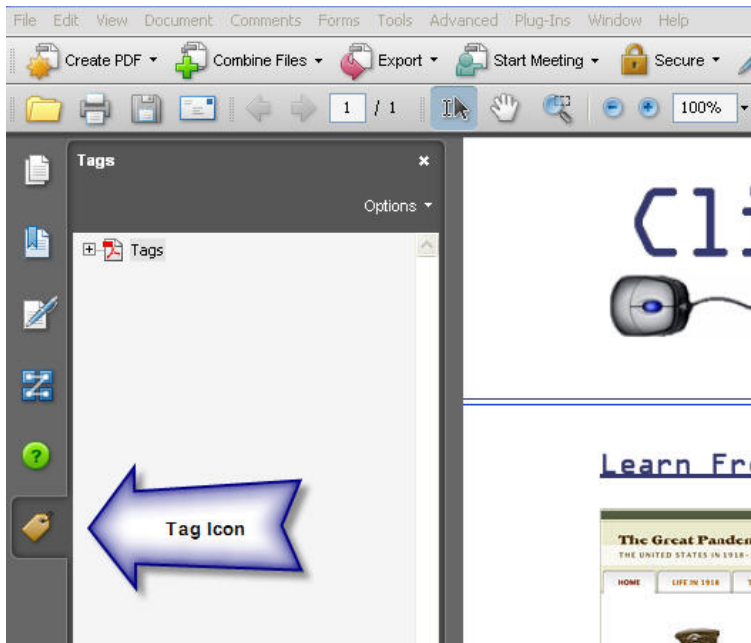 File Edit View Document Comments Forms Tools Advanced Plug-Ins Window Help
Create PDF Combine Files Export Start Meeting Secure
1 / 1 100%
Tags
Options
Tags
Cli
?
Learn Fr
Tag Icon
The Great Pandem
THE UNITED STATES IN 1918-
HOME LIFE IN 1918